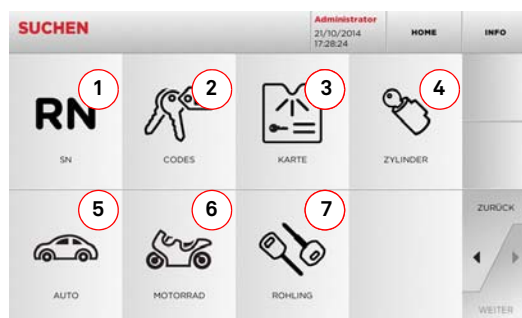 SUCHEN
Administrator
21/10/2014
17:28:24
HOME
INFO
1
RN
SN
2
CODES
3
KARTE
4
ZYLINDER
5
AUTO
6
MOTORRAD
7
ROHLING
ZURÜCK
WEITER